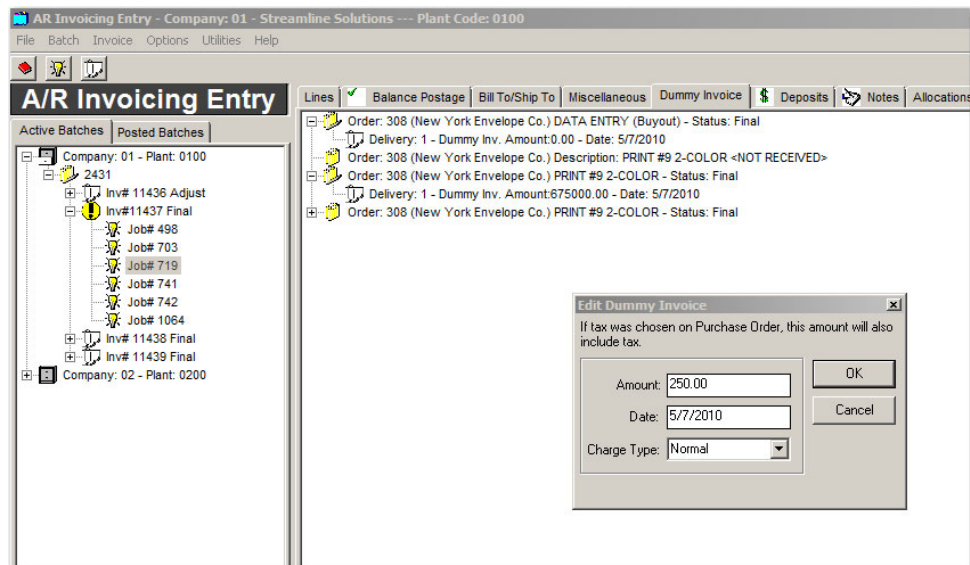 AR Invoicing Entry - Company: 01 - Streamline Solutions --- Plant Code: 0100
File Batch Invoice Options Utilities Help
A/R Invoicing Entry
Active Batches Posted Batches
Company: 01 - Plant: 0100
2431
Inv# 11436 Adjust
Inv#11437 Final
Job# 498
Job# 703
Job# 719
Job# 741
Job# 742
Job# 1064
Inv# 11438 Final
Inv# 11439 Final
Company: 02 - Plant: 0200
Lines Balance Postage Bill To/Ship To Miscellaneous Dummy Invoice $ Deposits Notes Allocations
Order: 308 (New York Envelope Co.) DATA ENTRY (Buyout) - Status: Final
Delivery: 1 - Dummy Inv. Amount:0.00 - Date: 5/7/2010
Order: 308 (New York Envelope Co.) Description: PRINT #9 2-COLOR <NOT RECEIVED>
Order: 308 (New York Envelope Co.) PRINT #9 2-COLOR - Status: Final
Delivery: 1 - Dummy Inv. Amount:675000.00 - Date: 5/7/2010
Order: 308 (New York Envelope Co.) PRINT #9 2-COLOR - Status: Final
Edit Dummy Invoice
If tax was chosen on Purchase Order, this amount will also
include tax.
Amount: 250.00
Date: 5/7/2010
Charge Type: Normal
OK
Cancel